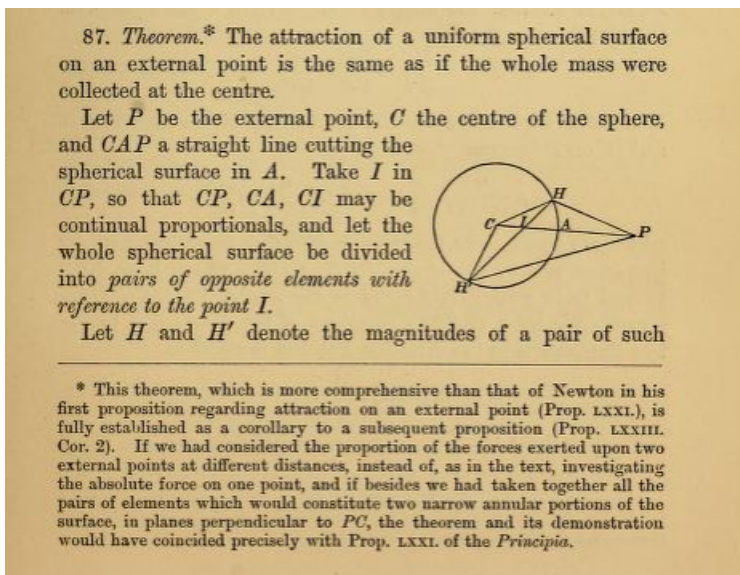 87. Theorem.* The attraction of a uniform spherical surface
on an external point is the same as if the whole mass were
collected at the centre.
Let P be the external point, C the centre of the sphere,
and CAP a straight line cutting the
spherical surface in A. Take I in
CP, so that CP, CA, CI may be
continual proportionals, and let the
whole spherical surface be divided
into pairs of opposite elements with
reference to the point I.
H
C
I
A
P
H'
Let H and H′ denote the magnitudes of a pair of such
* This theorem, which is more comprehensive than that of Newton in his
first proposition regarding attraction on an external point (Prop. LXXI.), is
fully established as a corollary to a subsequent proposition (Prop. LXXIII.
Cor. 2). If we had considered the proportion of the forces exerted upon two
external points at different distances, instead of, as in the text, investigating
the absolute force on one point, and if besides we had taken together all the
pairs of elements which would constitute two narrow annular portions of the
surface, in planes perpendicular to PC, the theorem and its demonstration
would have coincided precisely with Prop. LXXI. of the Principia.